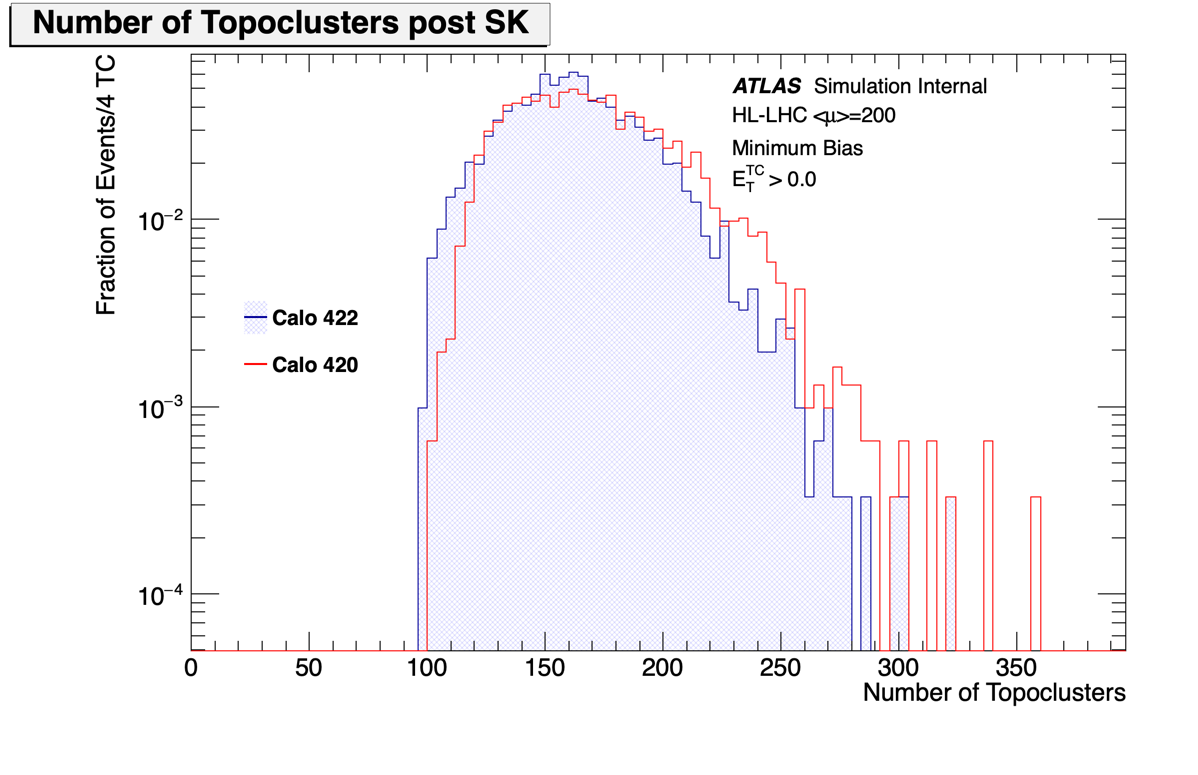 Number of Topoclusters post SK
Fraction of Events/4 TC
ATLAS Simulation Internal
HL-LHC <μ>=200
Minimum Bias
E_T^TC > 0.0
10−2
Calo 422
Calo 420
10−3
10−4
0 50 100 150 200 250 300 350
Number of Topoclusters